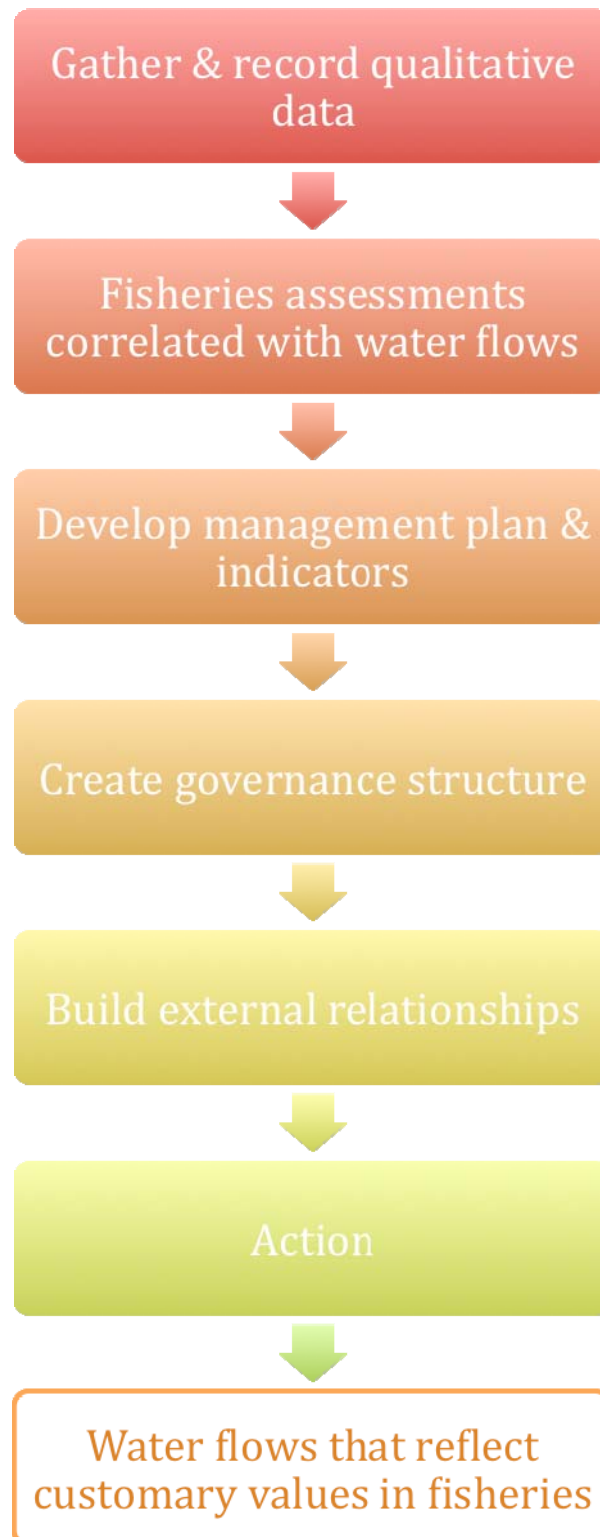 Gather & record qualitative
data
Fisheries assessments
correlated with water flows
Develop management plan &
indicators
Create governance structure
Build external relationships
Action
Water flows that reflect
customary values in fisheries